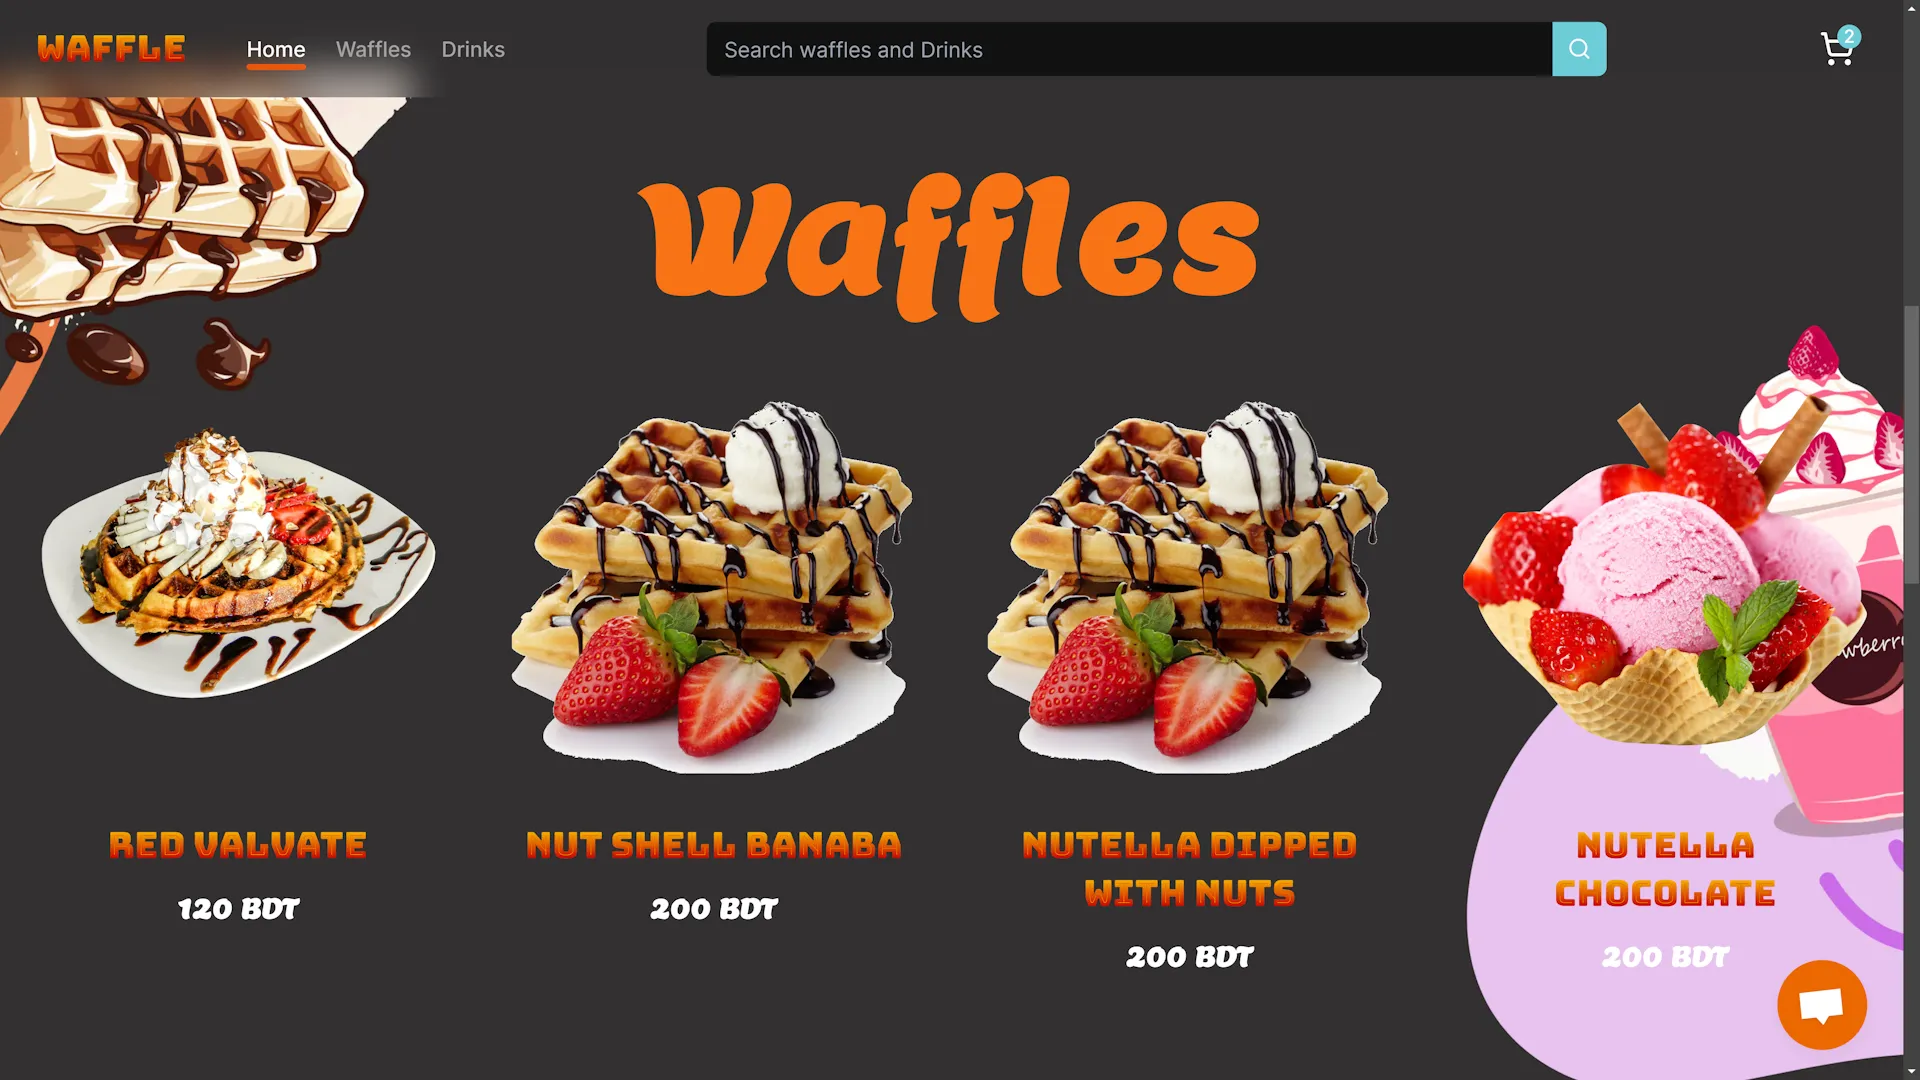 WAFFLE
Home Waffles Drinks
Search waffles and Drinks
2
Waffles
wberr
RED VALVATE
120 BDT
NUT SHELL BANABA
200 BDT
NUTELLA DIPPED
WITH NUTS
200 BDT
NUTELLA
CHOCOLATE
200 BDT